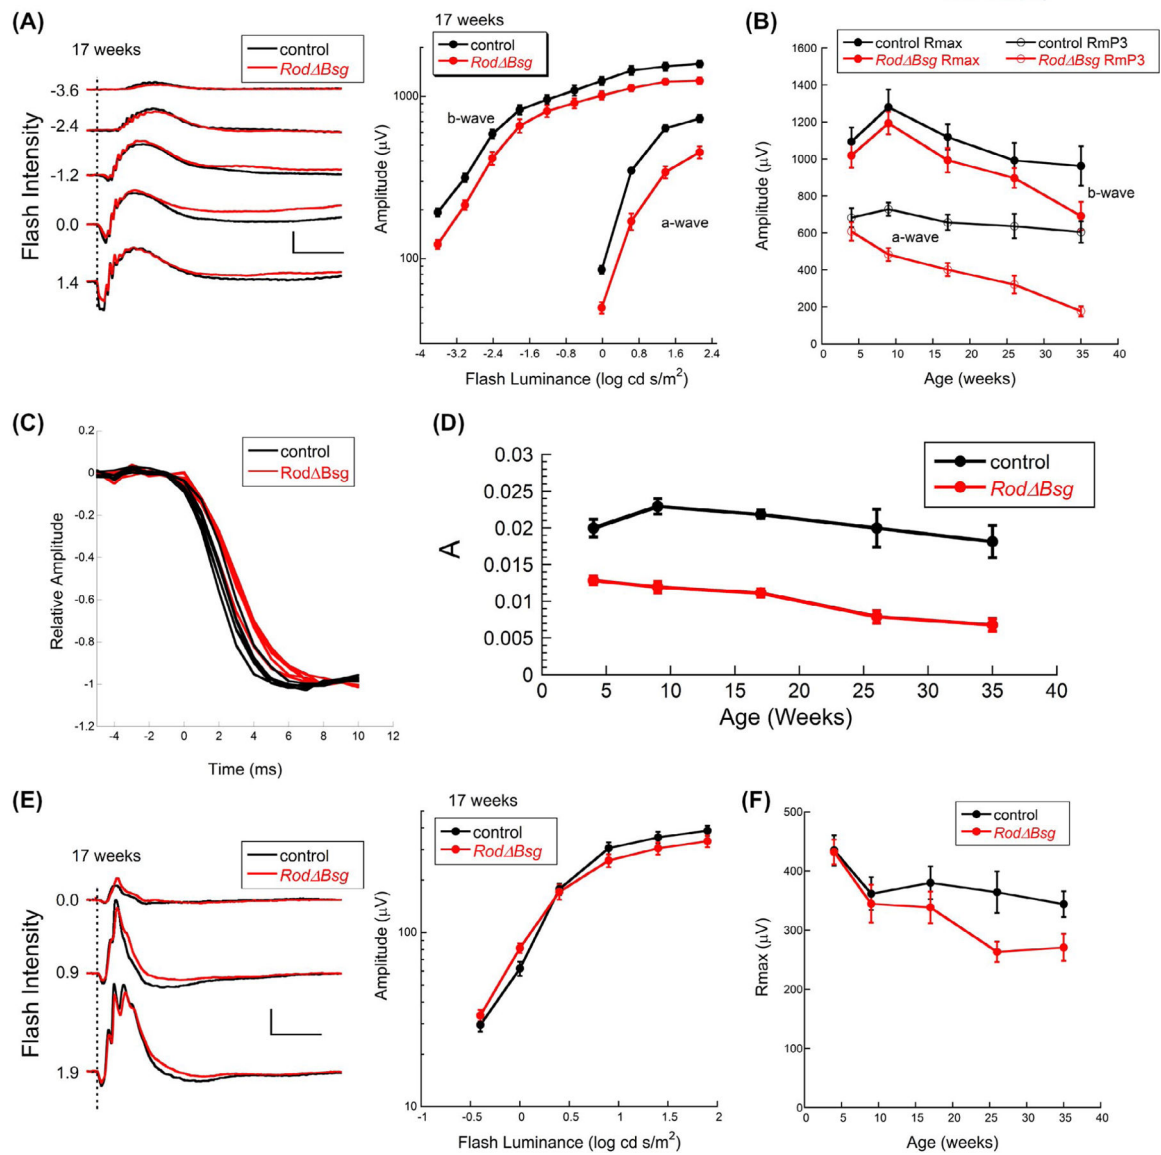 (A)
17 weeks
control
RodΔBsg
Flash Intensity
-3.6
-2.4
-1.2
0.0
1.4
17 weeks
control
RodΔBsg
b-wave
a-wave
Amplitude (μV)
1000
100
-4 -3.2 -2.4 -1.6 -0.8 0 0.8 1.6 2.4
Flash Luminance (log cd s/m²)
(B)
control Rmax control RmP3
RodΔBsg Rmax RodΔBsg RmP3
Amplitude (μV)
1600
1400
1200
1000
800
600
400
200
0
b-wave
a-wave
0 5 10 15 20 25 30 35 40
Age (weeks)
(C)
control
RodΔBsg
Relative Amplitude
0.2
0
-0.2
-0.4
-0.6
-0.8
-1
-1.2
-4 -2 0 2 4 6 8 10 12
Time (ms)
(D)
control
RodΔBsg
A
0.03
0.025
0.02
0.015
0.01
0.005
0
0 5 10 15 20 25 30 35 40
Age (Weeks)
(E)
17 weeks
control
RodΔBsg
Flash Intensity
0.0
0.9
1.9
17 weeks
control
RodΔBsg
Amplitude (μV)
100
10
-1 -0.5 0 0.5 1 1.5 2
Flash Luminance (log cd s/m²)
(F)
control
RodΔBsg
Rmax (μV)
500
400
300
200
100
0
0 5 10 15 20 25 30 35 40
Age (weeks)